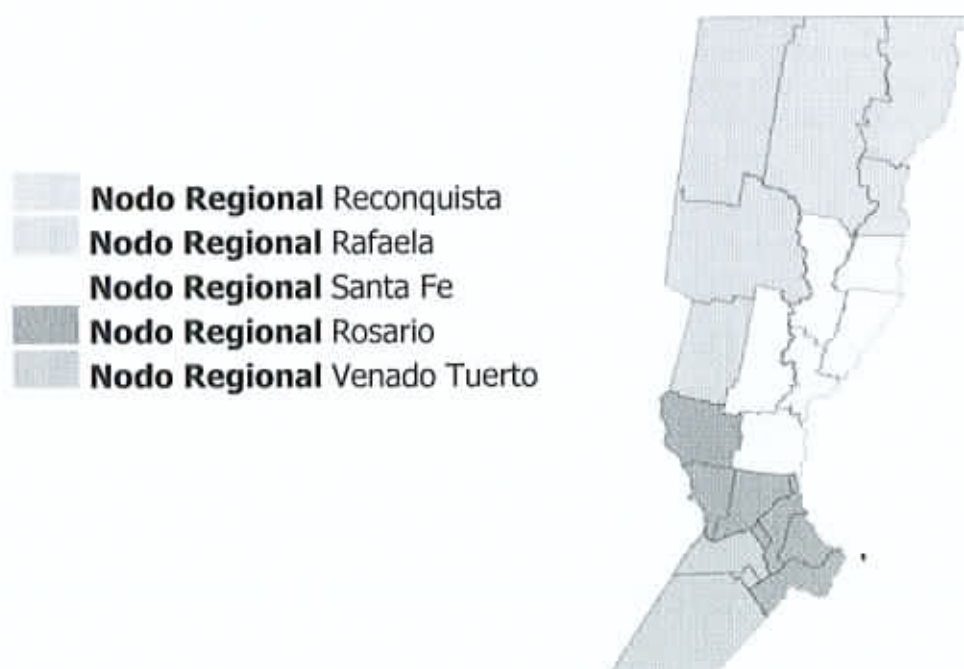 Nodo Regional Reconquista
Nodo Regional Rafaela
Nodo Regional Santa Fe
Nodo Regional Rosario
Nodo Regional Venado Tuerto